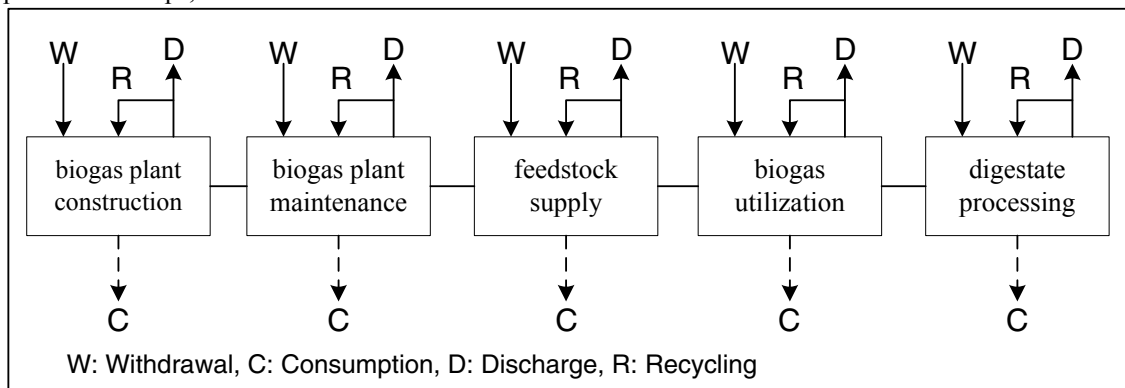 W D W D W D W D W D
R R R R R
biogas plant construction
biogas plant maintenance
feedstock supply
biogas utilization
digestate processing
C C C C C
W: Withdrawal, C: Consumption, D: Discharge, R: Recycling